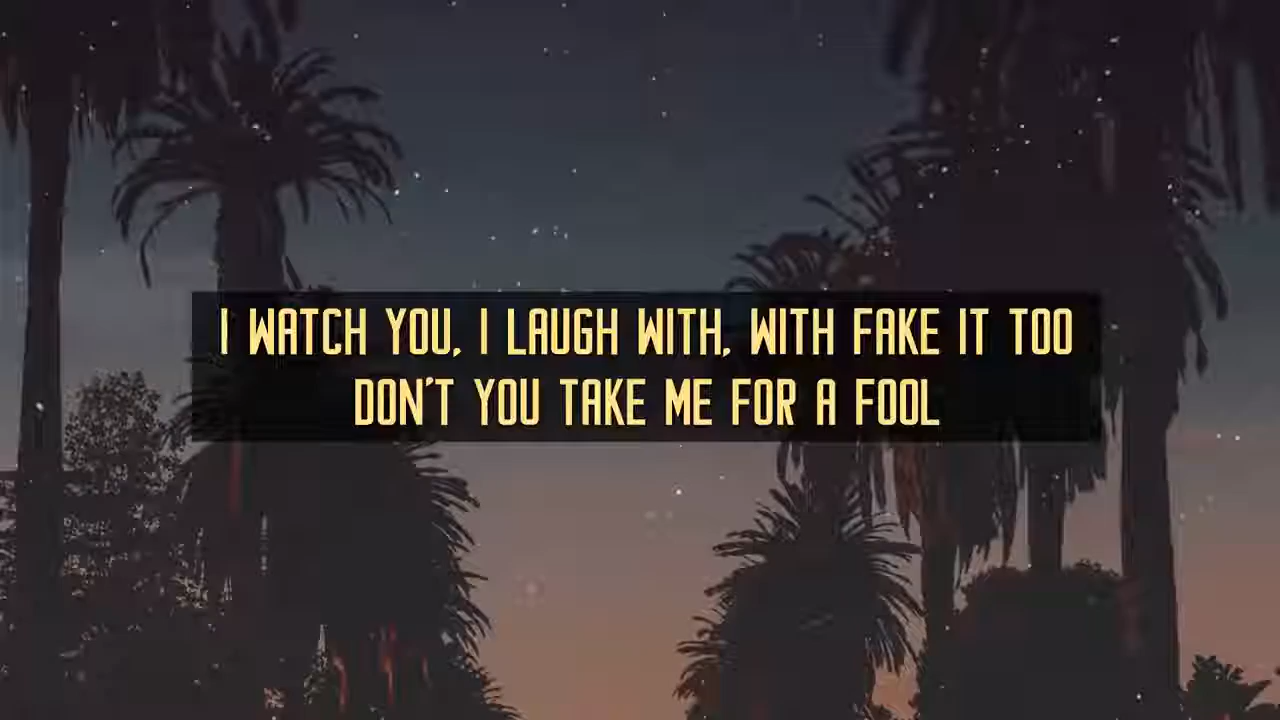 I WATCH YOU, I LAUGH WITH, WITH FAKE IT TOO
DON'T YOU TAKE ME FOR A FOOL